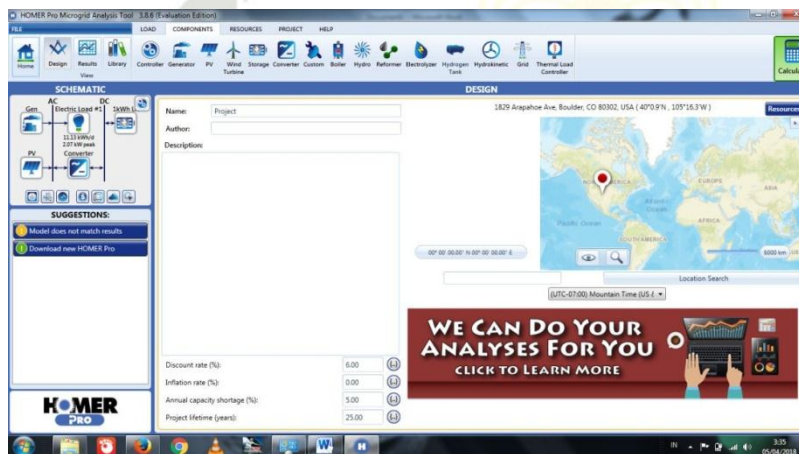 HOMER Pro Microgrid Analysis Tool 3.8.6 (Evaluation Edition)
FILE
LOAD COMPONENTS RESOURCES PROJECT HELP
Home Design Results Library Controller Generator PV Wind Turbine Storage Converter Custom Boiler Hydro Reformer Electrolyzer Hydrogen Tank Hydrokinetic Grid Thermal Load Controller
View
SCHEMATIC
DESIGN
AC DC
Gen Electric Load #1 1kWh L
11.13 kWh/d
2.07 kW peak
PV Converter
SUGGESTIONS:
Model does not match results
Download new HOMER Pro
HOMER
PRO
Name: Project
Author:
Description:
Discount rate (%): 6.00
Inflation rate (%): 0.00
Annual capacity shortage (%): 5.00
Project lifetime (years): 25.00
1829 Arapahoe Ave, Boulder, CO 80302, USA ( 40°0.9'N , 105°16.3'W )
Resources
EUROPE
ASIA
Atlantic
Ocean
AFRICA
Pacific Ocean
SOUTH AMERICA
5000 km
00° 00' 00.00" N 00° 00' 00.00" E
Location Search
(UTC-07:00) Mountain Time (US &
WE CAN DO YOUR
ANALYSES FOR YOU
CLICK TO LEARN MORE
IN
3:35
05/04/2018